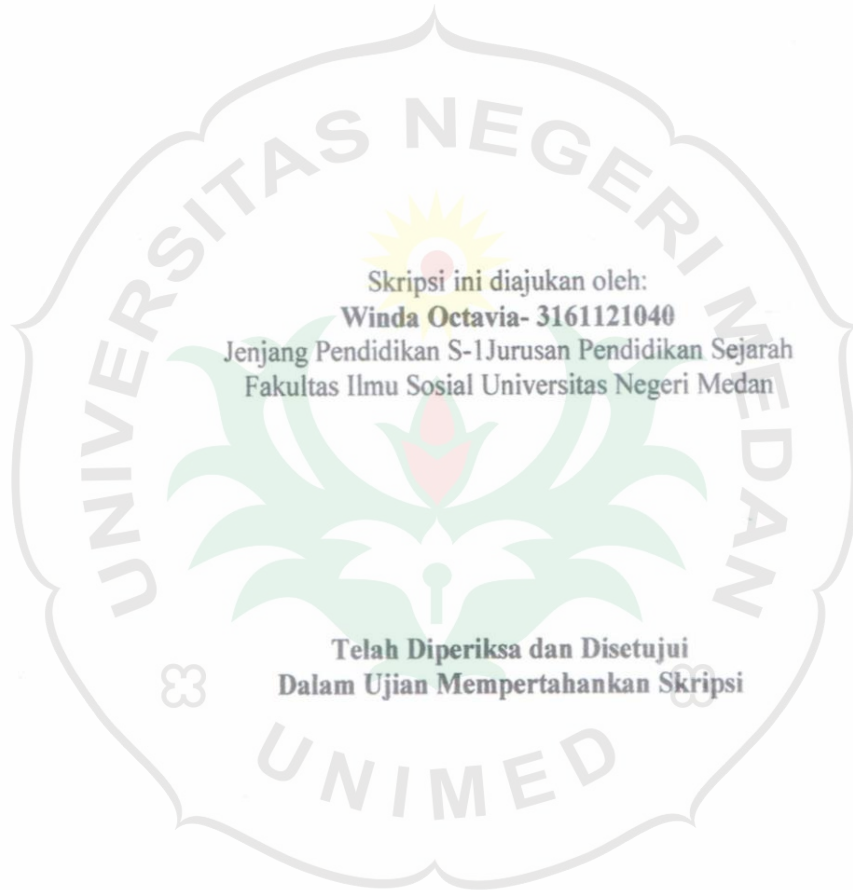 UNIVERSITAS NEGERI MEDAN
Skripsi ini diajukan oleh:
Winda Octavia- 3161121040
Jenjang Pendidikan S-1Jurusan Pendidikan Sejarah
Fakultas Ilmu Sosial Universitas Negeri Medan
Telah Diperiksa dan Disetujui
Dalam Ujian Mempertahankan Skripsi
UNIMED